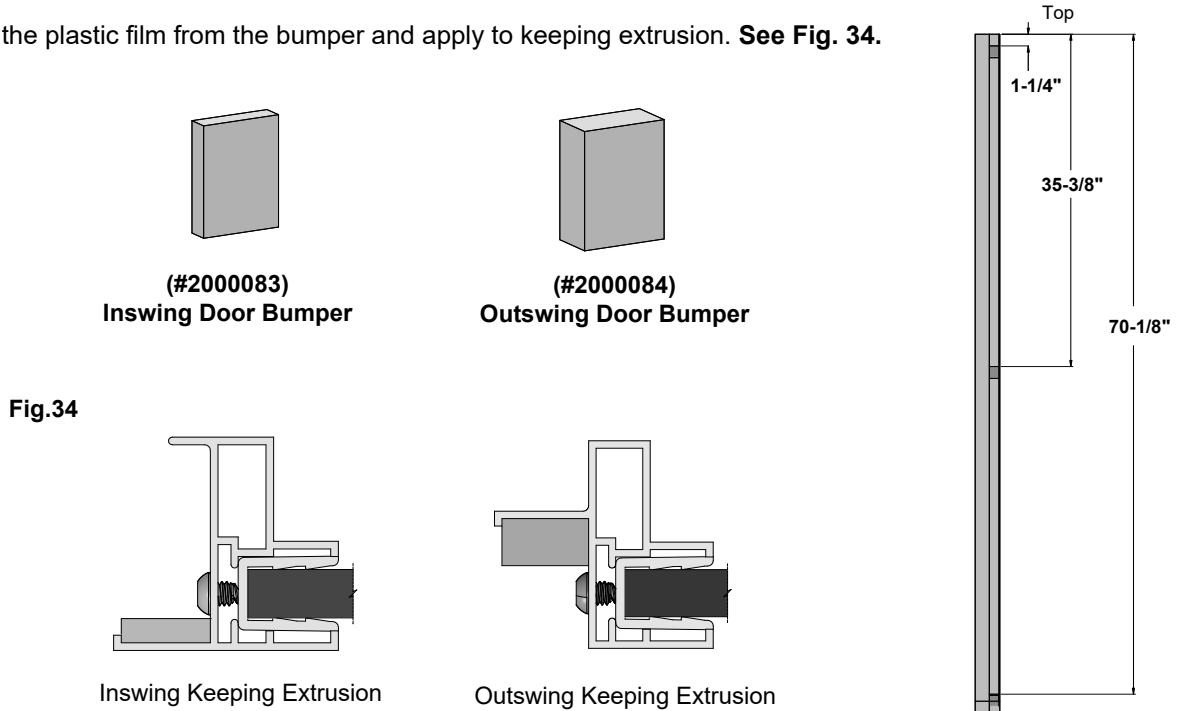 the plastic film from the bumper and apply to keeping extrusion. See Fig. 34.
Top
1-1/4"
35-3/8"
70-1/8"
(#2000083)
Inswing Door Bumper
(#2000084)
Outswing Door Bumper
Fig.34
Inswing Keeping Extrusion
Outswing Keeping Extrusion